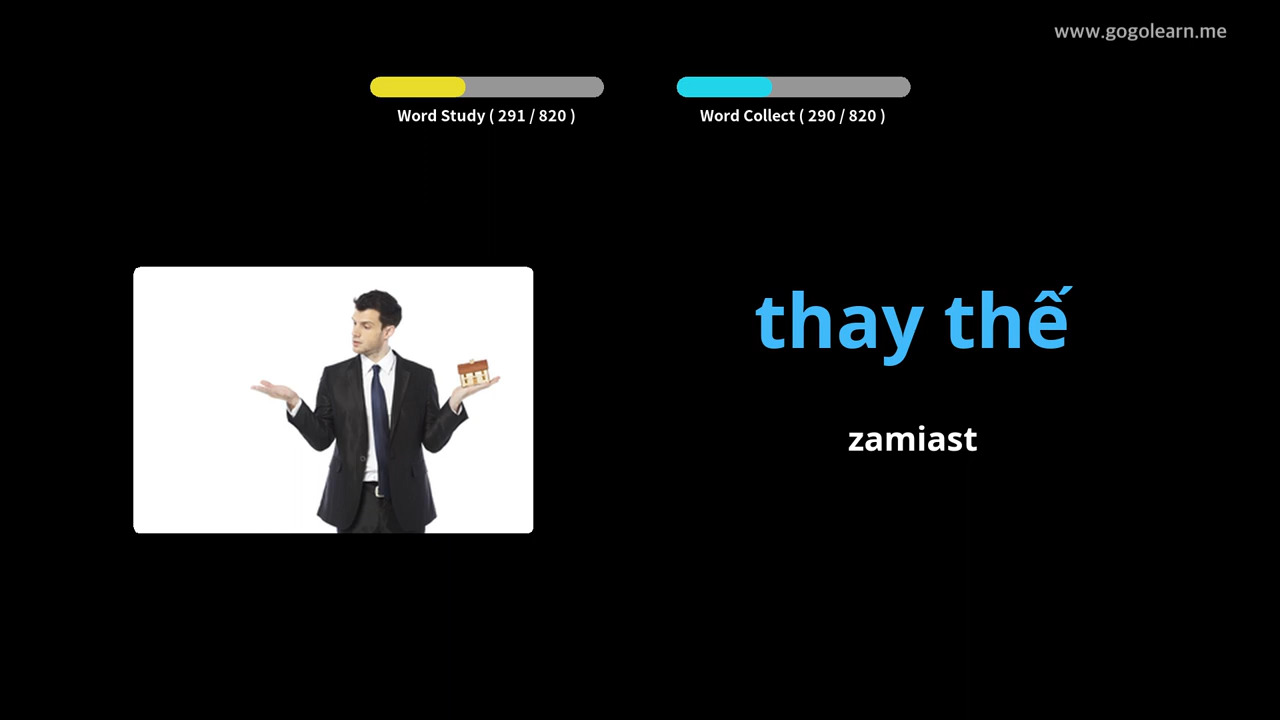 www.gogolearn.me
Word Study ( 291 / 820 )
Word Collect ( 290 / 820 )
thay thế
zamiast